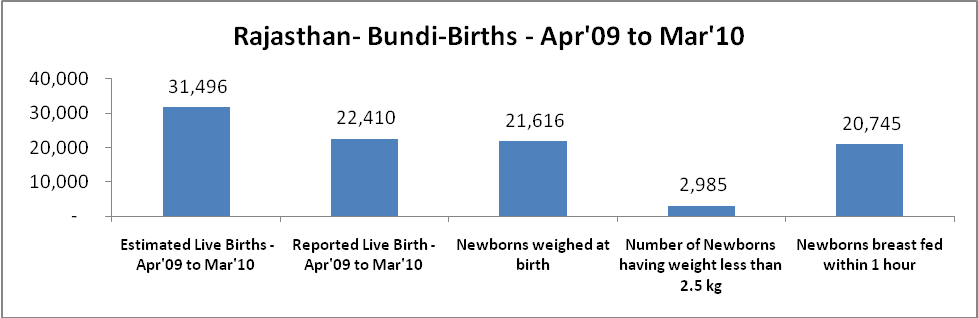 Rajasthan- Bundi-Births - Apr'09 to Mar'10
40,000
30,000
20,000
10,000
-
31,496
22,410
21,616
2,985
20,745
Estimated Live Births -
Apr'09 to Mar'10
Reported Live Birth -
Apr'09 to Mar'10
Newborns weighed at
birth
Number of Newborns
having weight less than
2.5 kg
Newborns breast fed
within 1 hour